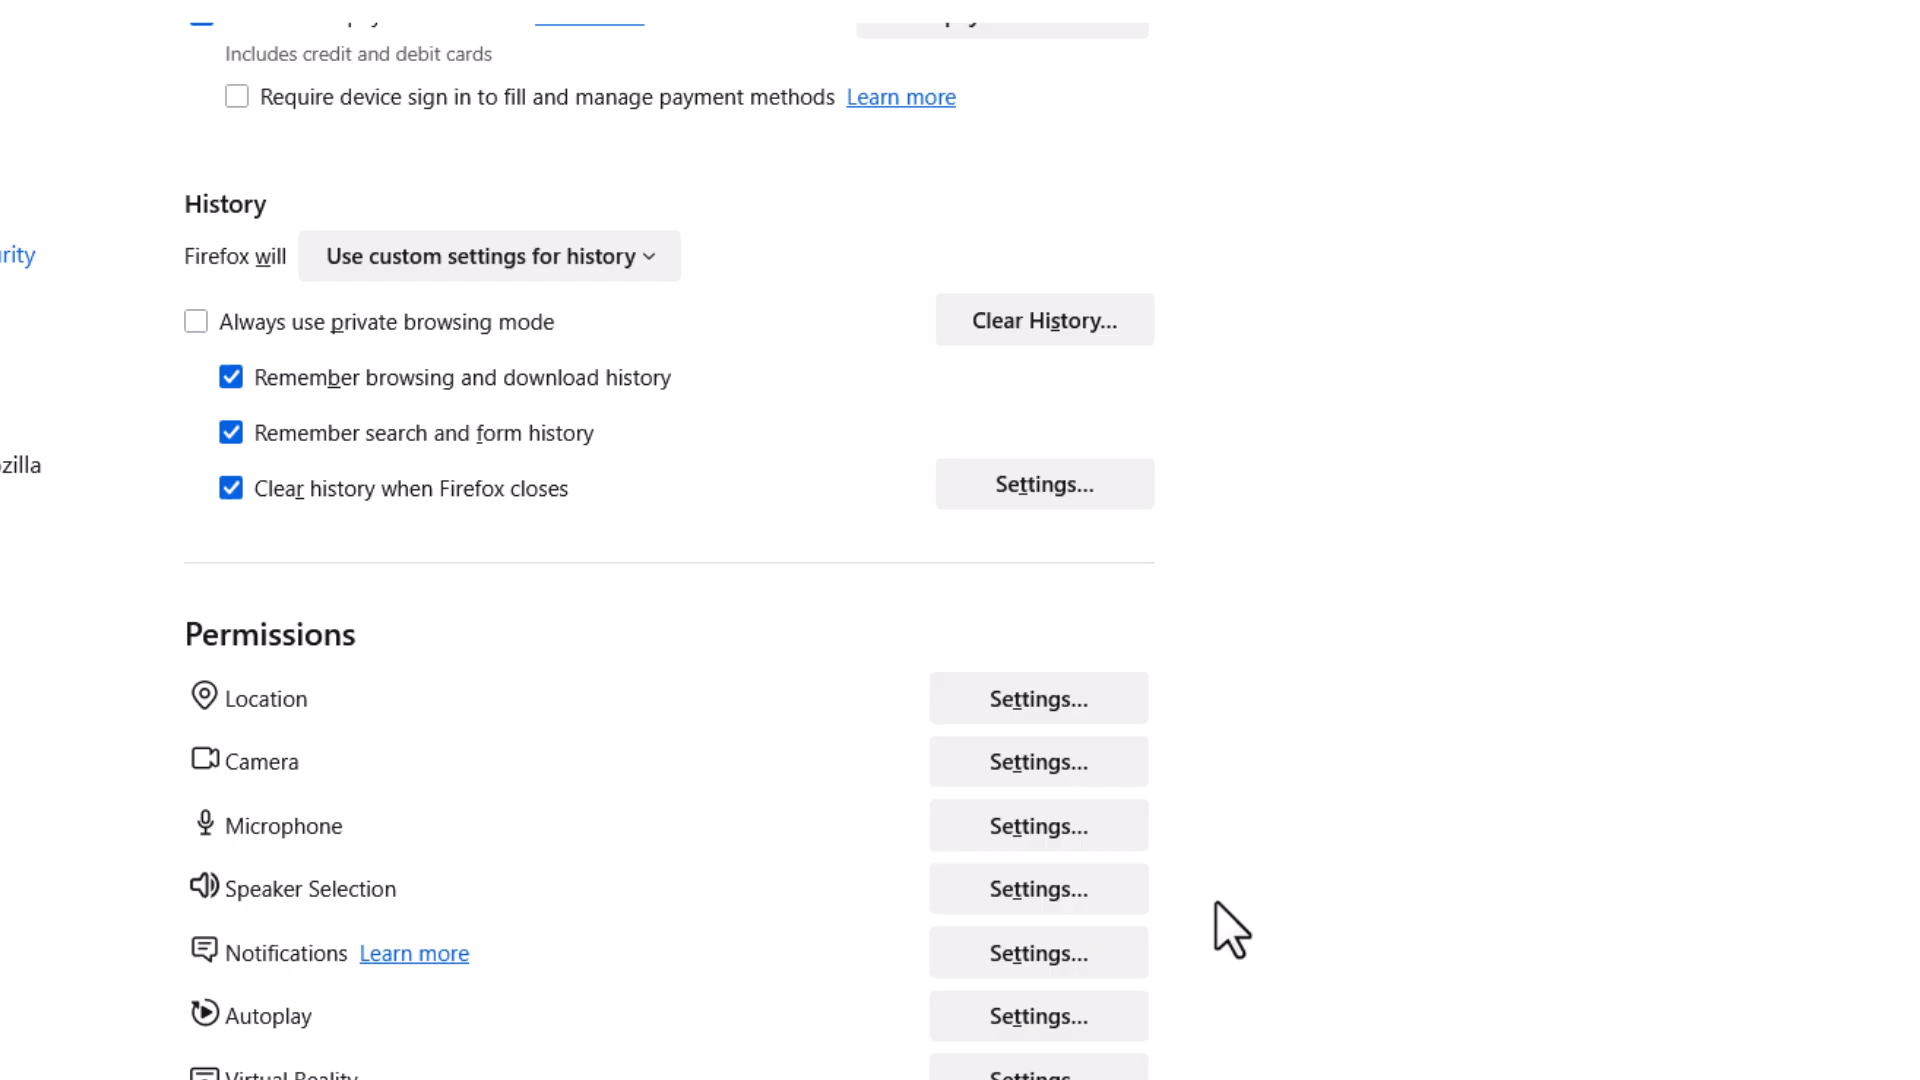 Includes credit and debit cards
Require device sign in to fill and manage payment methods Learn more
History
rity
Firefox will Use custom settings for history
Always use private browsing mode Clear History...
Remember browsing and download history
Remember search and form history
zilla
Clear history when Firefox closes Settings...
Permissions
Location Settings...
Camera Settings...
Microphone Settings...
Speaker Selection Settings...
Notifications Learn more Settings...
Autoplay Settings...
Virtual Reality Settings